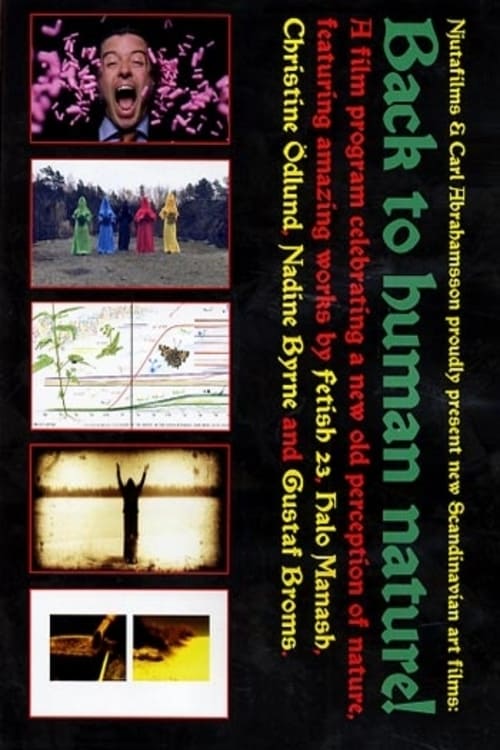 Njutafilms & Carl Abrahamsson proudly present new Scandinavian art films:
Back to human nature!
A film program celebrating a new old perception of nature,
featuring amazing works by Fetish 23, Halo Manash,
Christine Ödlund, Nadine Byrne and Gustaf Broms.